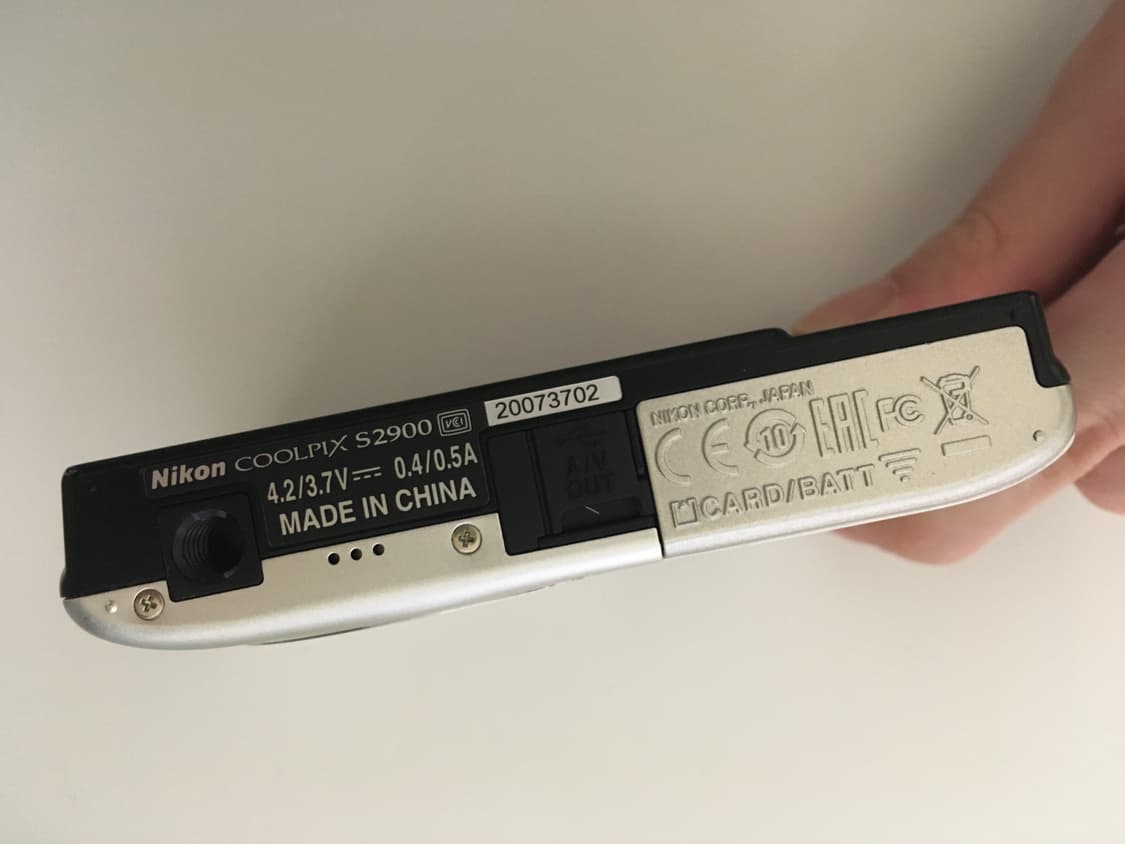 Nikon COOLPIX S2900 VCCI
20073702
4.2/3.7V⎓ 0.4/0.5A
MADE IN CHINA
A/V
OUT
NIKON CORP, JAPAN
CE 10 EAC FC
CARD/BATT